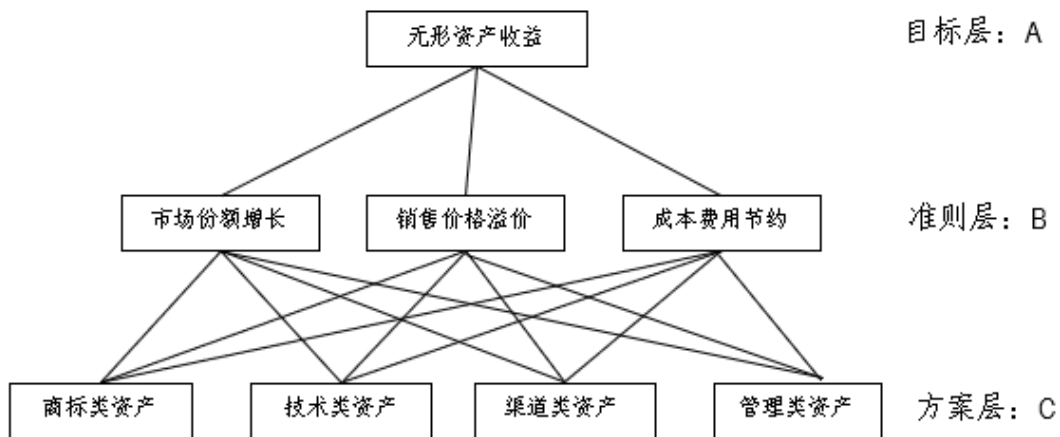 无形资产收益
目标层：A
市场份额增长
销售价格溢价
成本费用节约
准则层：B
商标类资产
技术类资产
渠道类资产
管理类资产
方案层：C